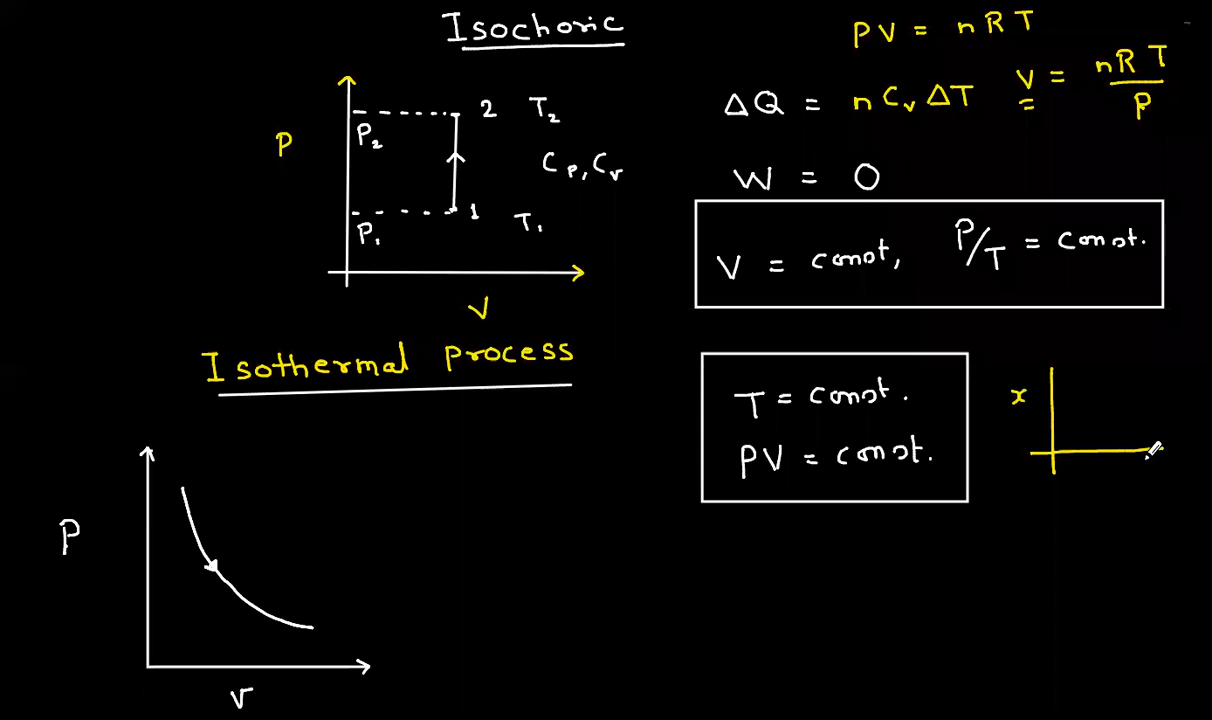 Isochoric
PV = nRT
ΔQ = nCᵥΔT
V = nRT/P
P
P₂
2 T₂
Cₚ, Cᵥ
P₁
1 T₁
V
W = 0
V = const, P/T = const.
Isothermal process
T = const.
PV = const.
x
P
V